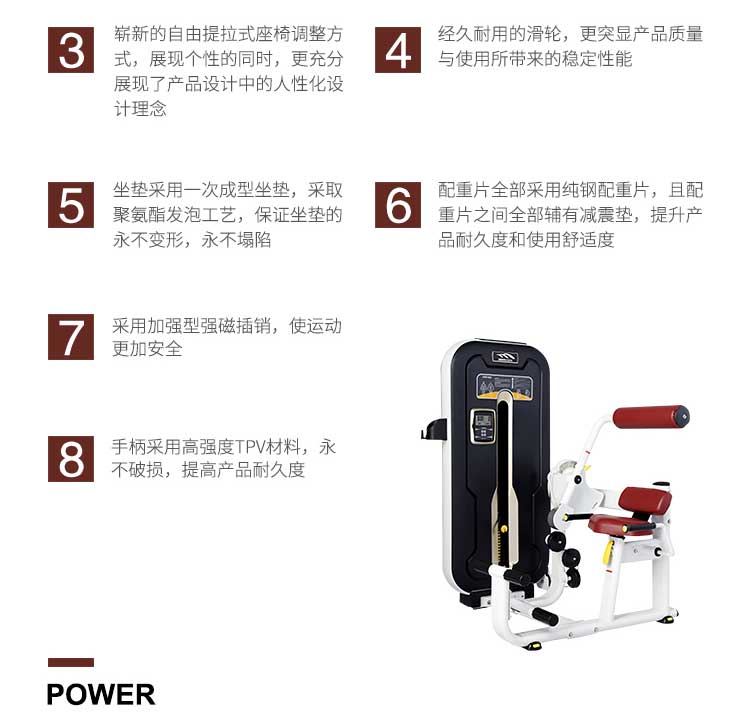 3
崭新的自由提拉式座椅调整方
式，展现个性的同时，更充分
展现了产品设计中的人性化设
计理念
4
经久耐用的滑轮，更突显产品质量
与使用所带来的稳定性能
5
坐垫采用一次成型坐垫，采取
聚氨酯发泡工艺，保证坐垫的
永不变形，永不塌陷
6
配重片全部采用纯钢配重片，且配
重片之间全部辅有减震垫，提升产
品耐久度和使用舒适度
7
采用加强型强磁插销，使运动
更加安全
8
手柄采用高强度TPV材料，永
不破损，提高产品耐久度
POWER